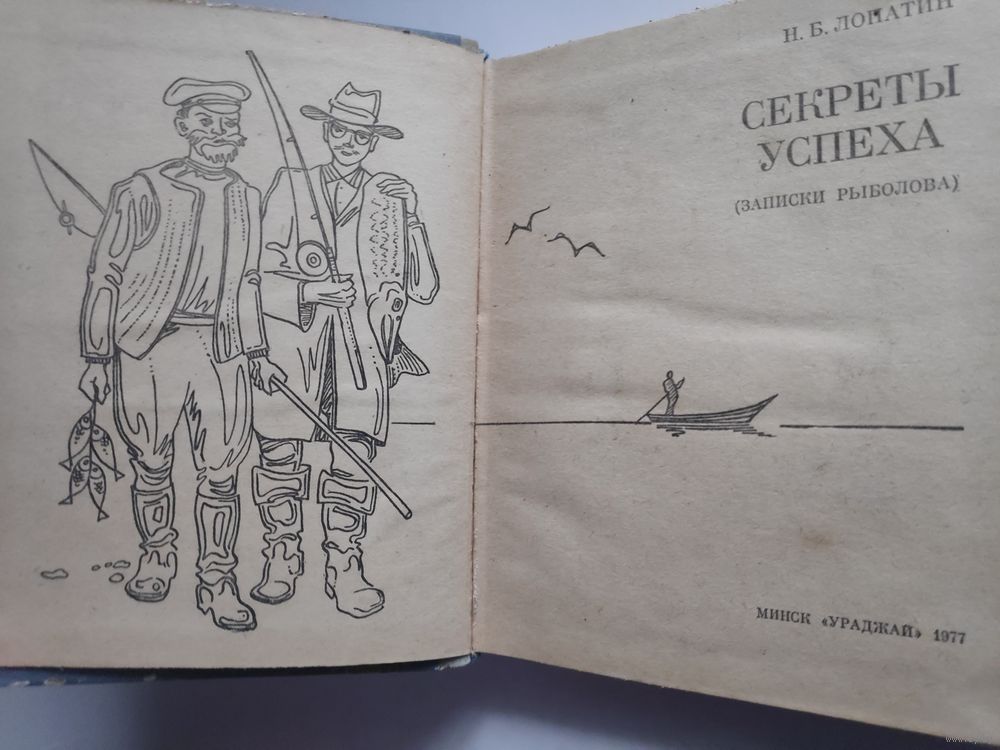 Н. Б. ЛОПАТИН
СЕКРЕТЫ
УСПЕХА
(ЗАПИСКИ РЫБОЛОВА)
МИНСК «УРАДЖАЙ» 1977